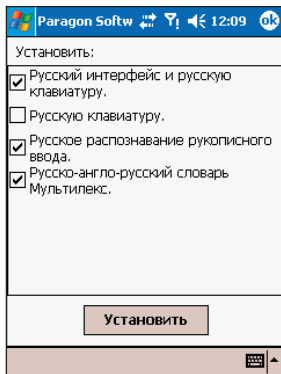 Paragon Softw 12:09 ok
Установить:
Русский интерфейс и русскую
клавиатуру.
Русскую клавиатуру.
Русское распознавание рукописного
ввода.
Русско-англо-русский словарь
Мультилекс.
Установить